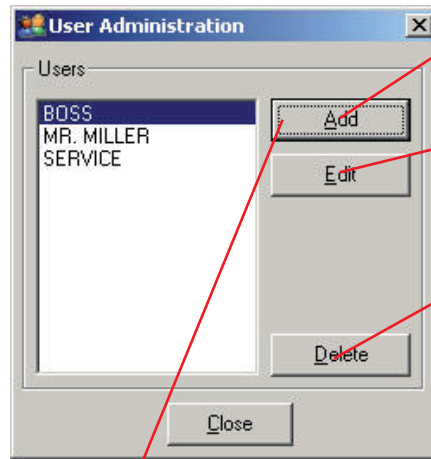 User Administration
Users
BOSS
MR. MILLER
SERVICE
Add
Edit
Delete
Close